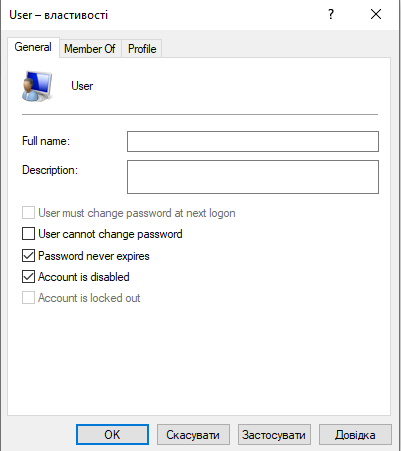 User – властивості
General Member Of Profile
User
Full name:
Description:
User must change password at next logon
User cannot change password
Password never expires
Account is disabled
Account is locked out
OK Скасувати Застосувати Довідка